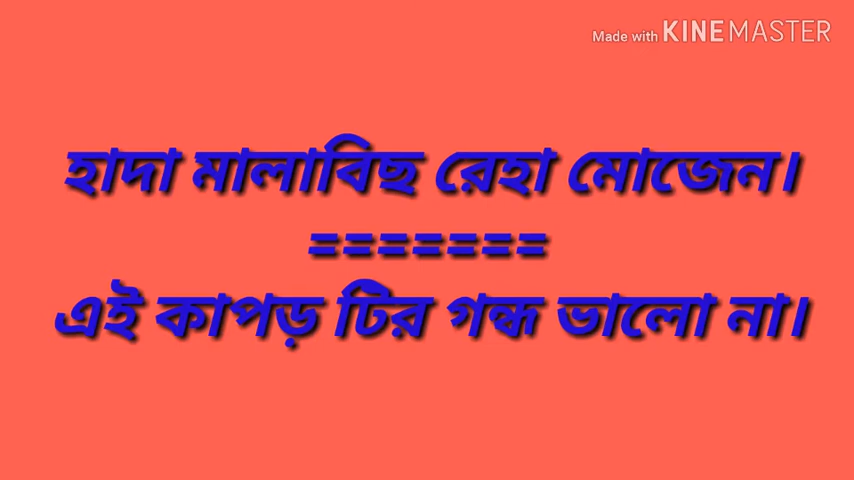 Made with KINEMASTER
হাদা মালাবিছ রেহা মোজেন।
=======
এই কাপড় টির গন্ধ ভালো না।